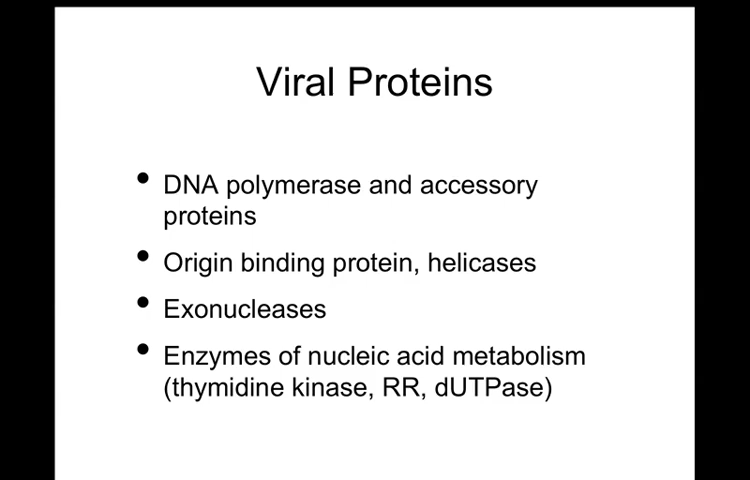 Viral Proteins
• DNA polymerase and accessory
proteins
• Origin binding protein, helicases
• Exonucleases
• Enzymes of nucleic acid metabolism
(thymidine kinase, RR, dUTPase)